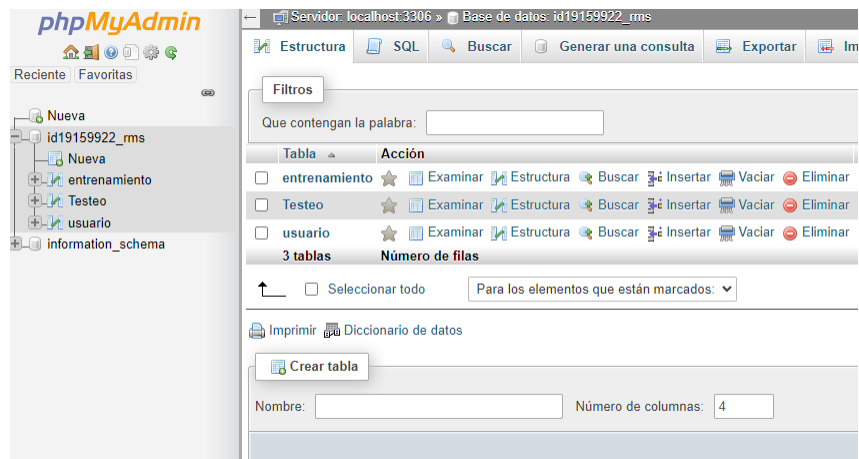 phpMyAdmin
Reciente Favoritas
Nueva
id19159922_rms
Nueva
entrenamiento
Testeo
usuario
information_schema
Servidor: localhost:3306 » Base de datos: id19159922_rms
Estructura SQL Buscar Generar una consulta Exportar Im
Filtros
Que contengan la palabra:
Tabla Acción
entrenamiento Examinar Estructura Buscar Insertar Vaciar Eliminar
Testeo Examinar Estructura Buscar Insertar Vaciar Eliminar
usuario Examinar Estructura Buscar Insertar Vaciar Eliminar
3 tablas Número de filas
Seleccionar todo Para los elementos que están marcados:
Imprimir Diccionario de datos
Crear tabla
Nombre: Número de columnas: 4